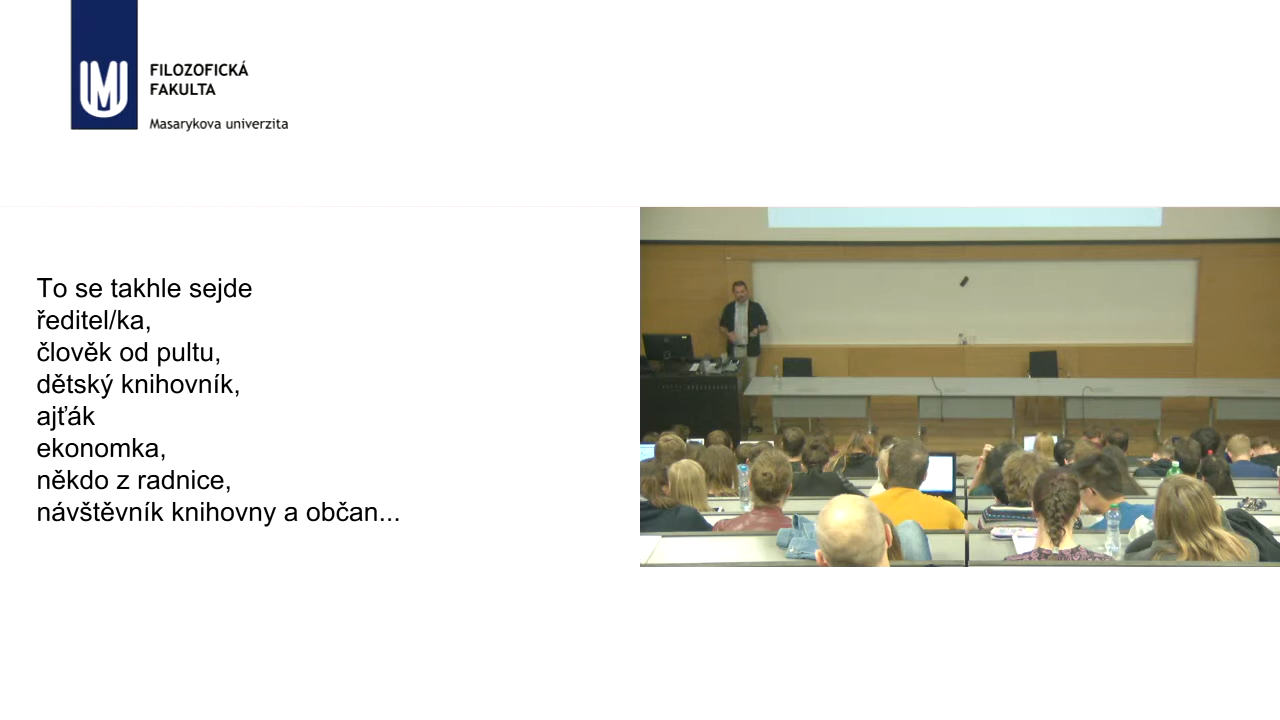 FILOZOFICKÁ
FAKULTA
Masarykova univerzita
To se takhle sejde
ředitel/ka,
člověk od pultu,
dětský knihovník,
ajťák
ekonomka,
někdo z radnice,
návštěvník knihovny a občan...